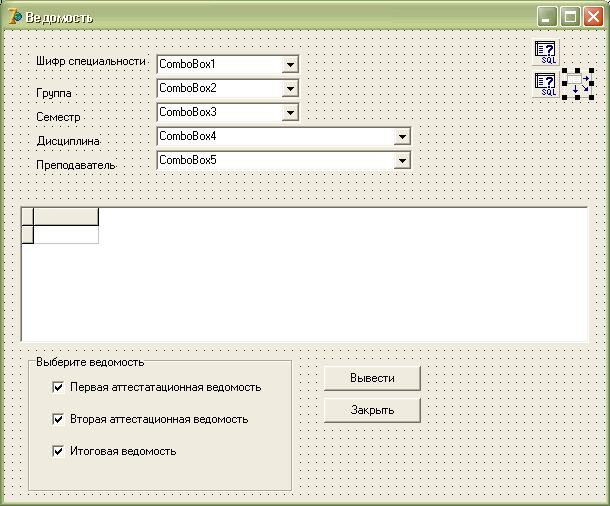 Ведомость
Шифр специальности ComboBox1
Группа ComboBox2
Семестр ComboBox3
Дисциплина ComboBox4
Преподаватель ComboBox5
SQL
SQL
Выберите ведомость
Первая аттестатационная ведомость
Вторая аттестационная ведомость
Итоговая ведомость
Вывести
Закрыть